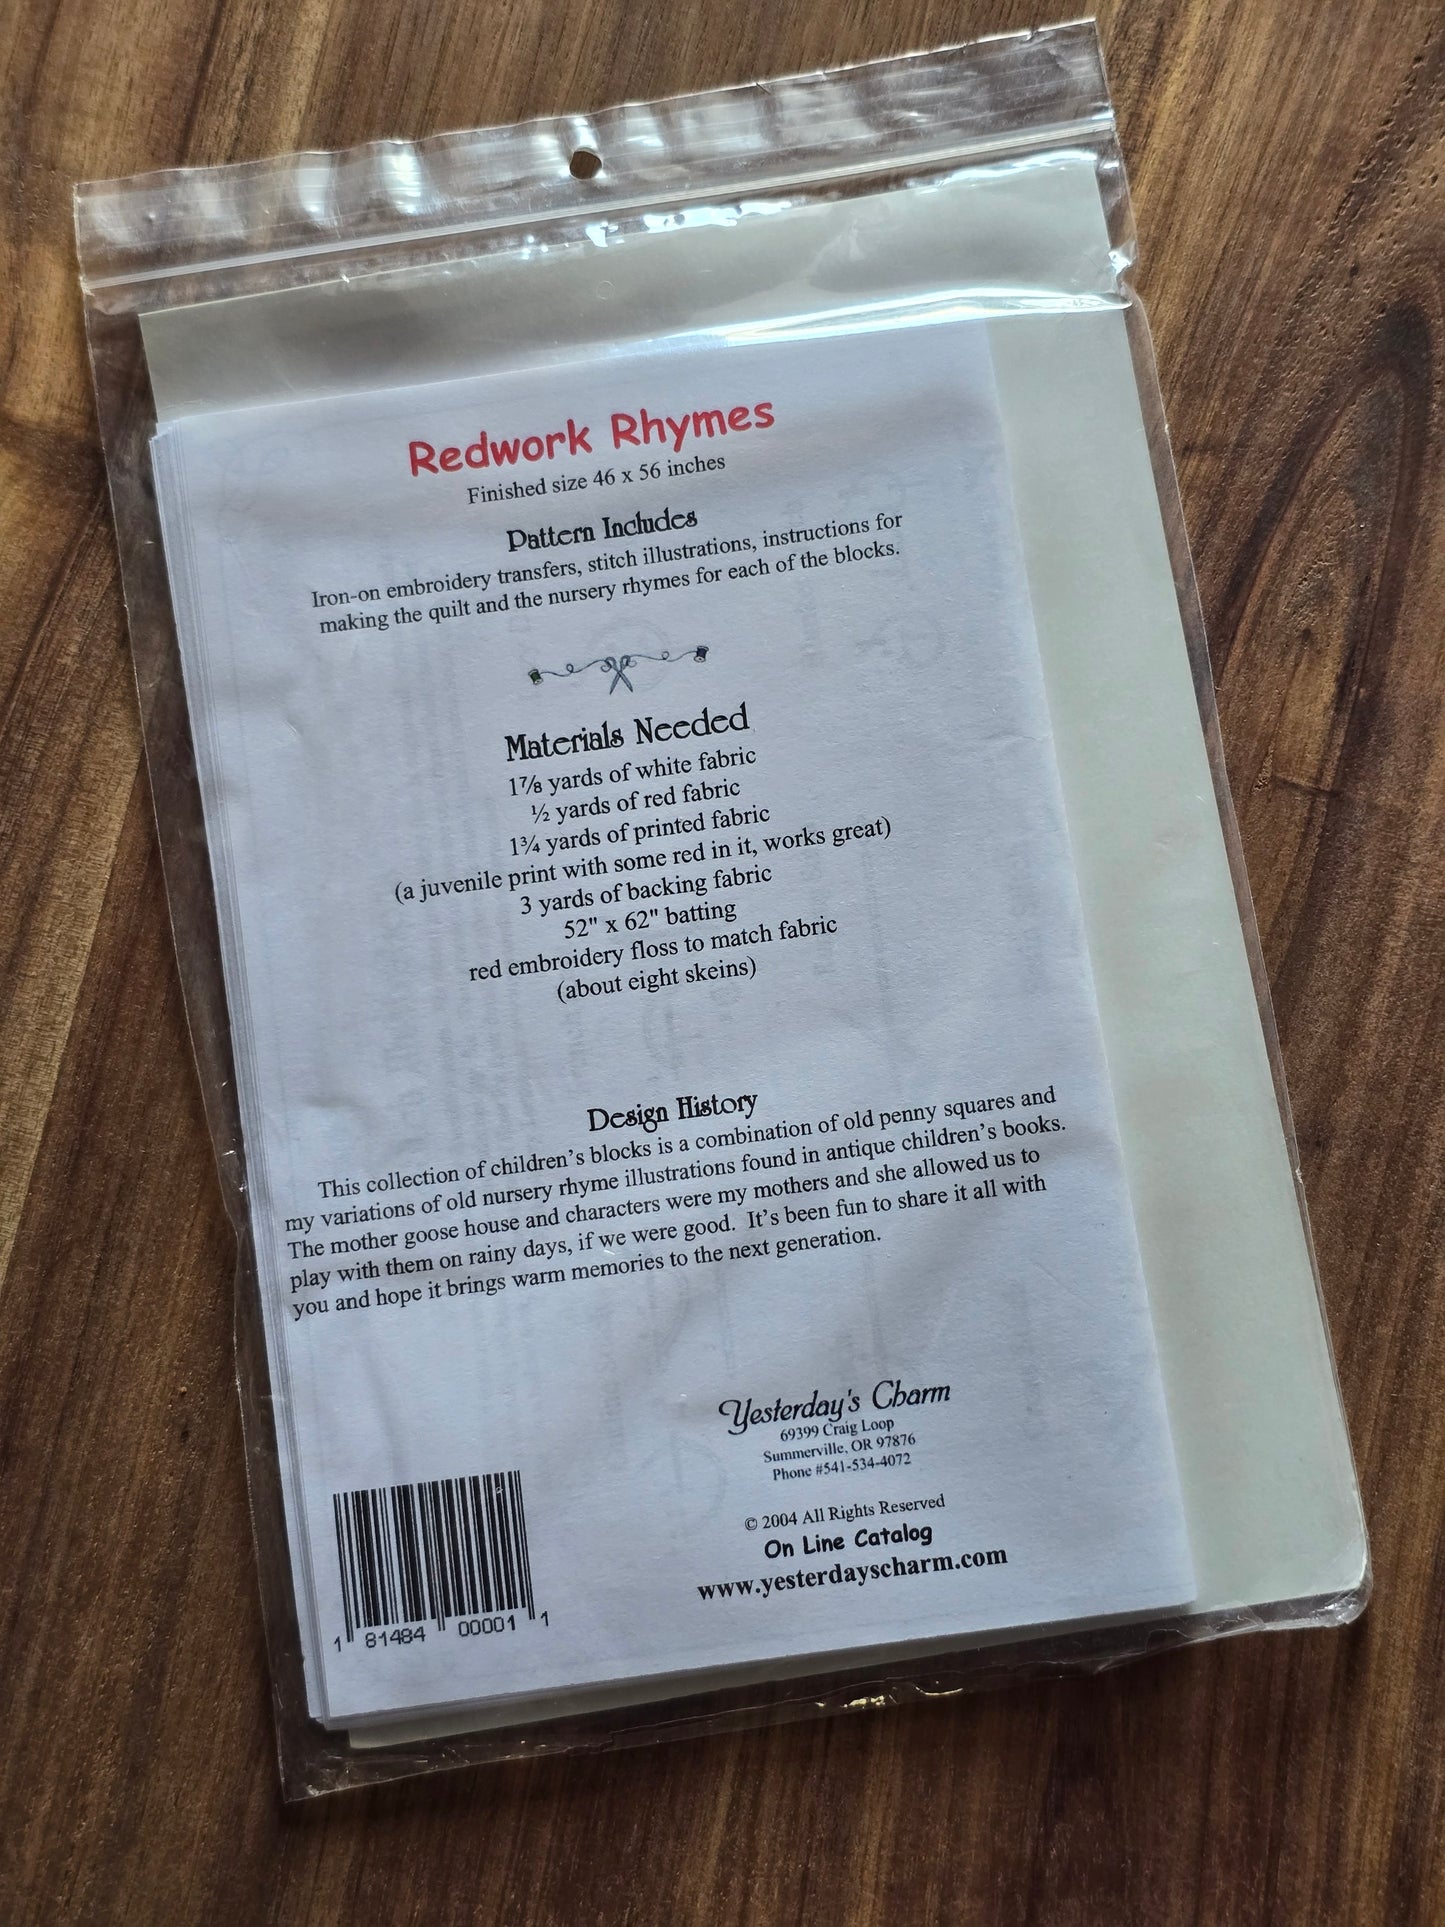 Redwork Rhymes
Finished size 46 x 56 inches
Pattern Includes
Iron-on embroidery transfers, stitch illustrations, instructions for
making the quilt and the nursery rhymes for each of the blocks.
Materials Needed
1⅞ yards of white fabric
½ yards of red fabric
1¾ yards of printed fabric
(a juvenile print with some red in it, works great)
3 yards of backing fabric
52" x 62" batting
red embroidery floss to match fabric
(about eight skeins)
Design History
This collection of children's blocks is a combination of old penny squares and
my variations of old nursery rhyme illustrations found in antique children's books.
The mother goose house and characters were my mothers and she allowed us to
play with them on rainy days, if we were good.  It's been fun to share it all with
you and hope it brings warm memories to the next generation.
Yesterday's Charm
69399 Craig Loop
Summerville, OR 97876
Phone #541-534-4072
© 2004 All Rights Reserved
On Line Catalog
www.yesterdayscharm.com
1 81484 00001 1